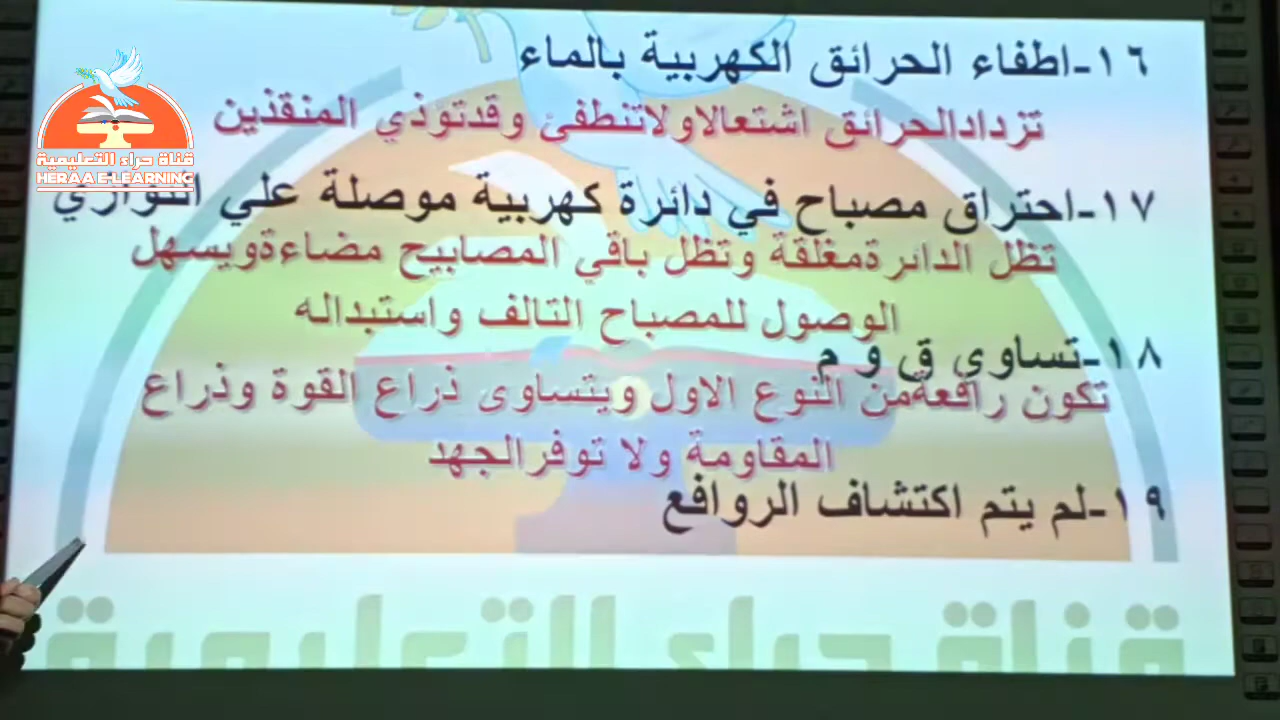 ١٦-اطفاء الحرائق الكهربية بالماء
تزدادالحرائق اشتعالاولاتنطفئ وقدتؤذي المنقذين
١٧-احتراق مصباح في دائرة كهربية موصلة علي التوازي
تظل الدائرةمغلقة وتظل باقي المصابيح مضاءةويسهل
الوصول للمصباح التالف واستبداله
١٨-تساوي ق و م
تكون رافعةمن النوع الاول ويتساوى ذراع القوة وذراع
المقاومة ولا توفرالجهد
١٩-لم يتم اكتشاف الروافع
قناة حراء التعليمية
HERAA E-LEARNING
قناة حراء التعليمية